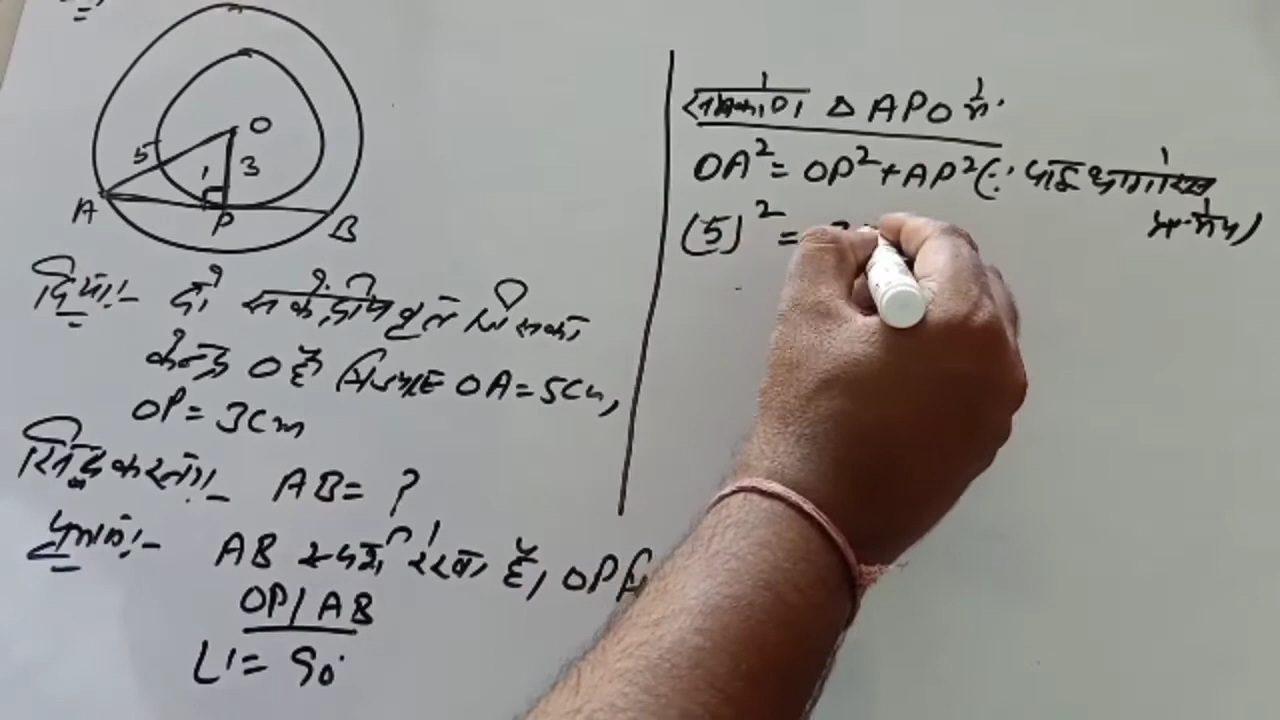 O
5
1
3
A
P
B
दिया:- दो संकेन्द्रीय वृत्त जिसका
केन्द्र O है जिसमें OA = 5cm,
OP = 3cm
सिद्ध करना:- AB = ?
प्रमाण:- AB स्पर्श रेखा है, OP
OP⊥AB
∠1 = 90°
समकोण △ APO में
OA² = OP² + AP² (∵ पाइथागोरस
प्रमेय)
(5)² =